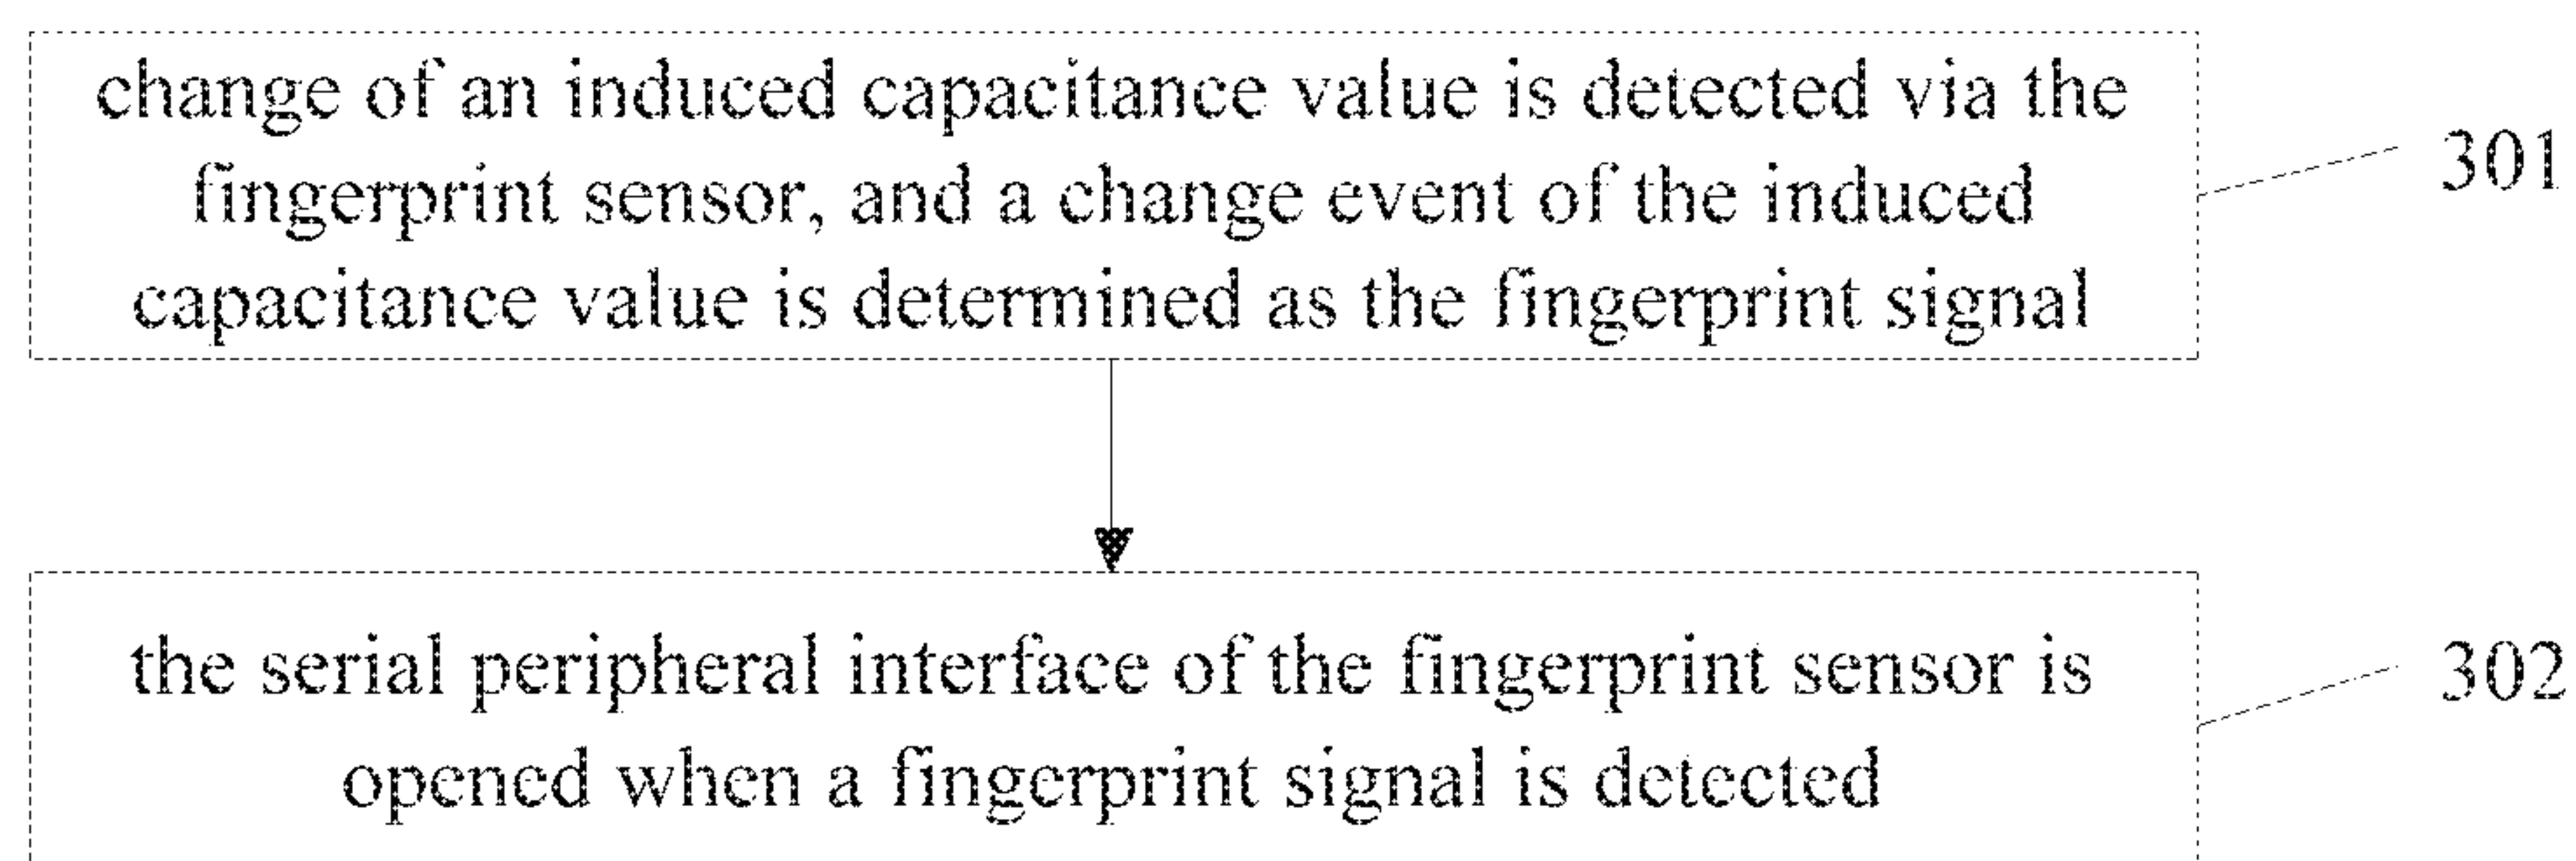 change of an induced capacitance value is detected via the
fingerprint sensor, and a change event of the induced
capacitance value is determined as the fingerprint signal
301
the serial peripheral interface of the fingerprint sensor is
opened when a fingerprint signal is detected
302